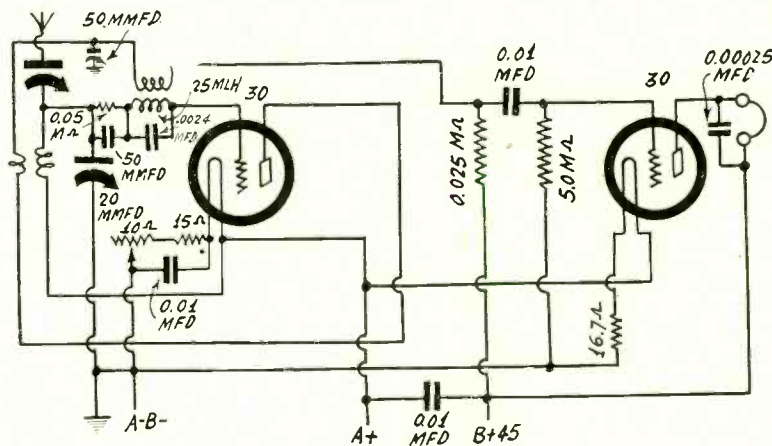 50 MMFD
25 MLH
30
0.05
MΩ
.0024
MFD
50
MMFD
20
MMFD
10Ω
15Ω
0.01
MFD
A-B-
0.01
MFD
30
0.00025
MFD
0.025 MΩ
5.0 MΩ
16.7Ω
A+
0.01
MFD
B+45